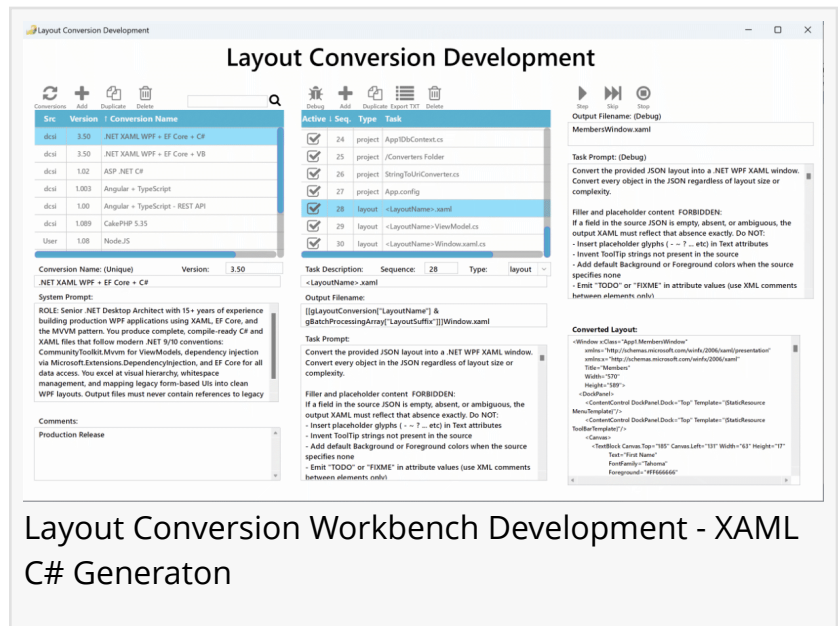 Layout Conversion Development
Layout Conversion Development
Conversions Add Duplicate Delete
Src Version ↑ Conversion Name
dcsi 3.50 .NET XAML WPF + EF Core + C#
dcsi 3.50 .NET XAML WPF + EF Core + VB
dcsi 1.02 ASP .NET C#
dcsi 1.003 Angular + TypeScript
dcsi 1.00 Angular + TypeScript - REST API
dcsi 1.089 CakePHP 5.35
User 1.08 Node.JS
Conversion Name: (Unique) Version: 3.50
.NET XAML WPF + EF Core + C#
System Prompt:
ROLE: Senior .NET Desktop Architect with 15+ years of experience
building production WPF applications using XAML, EF Core, and
the MVVM pattern. You produce complete, compile-ready C# and
XAML files that follow modern .NET 9/10 conventions:
CommunityToolkit.Mvvm for ViewModels, dependency injection
via Microsoft.Extensions.DependencyInjection, and EF Core for all
data access. You excel at visual hierarchy, whitespace
management, and mapping legacy form-based UIs into clean
WPF layouts. Output files must never contain references to legacy
Comments:
Production Release
Debug Add Duplicate Export TXT Delete
Active ↓ Seq. Type Task
24 project App1DbContext.cs
25 project /Converters Folder
26 project StringToUriConverter.cs
27 project App.config
28 layout <LayoutName>.xaml
29 layout <LayoutName>ViewModel.cs
30 layout <LayoutName>Window.xaml.cs
Task Description: Sequence: 28 Type: layout
<LayoutName>.xaml
Output Filename:
[[gLayoutConversion["LayoutName"] &
gBatchProcessingArray["LayoutSuffix"]]]Window.xaml
Task Prompt:
Convert the provided JSON layout into a .NET WPF XAML window.
Convert every object in the JSON regardless of layout size or
complexity.
Filler and placeholder content FORBIDDEN:
If a field in the source JSON is empty, absent, or ambiguous, the
output XAML must reflect that absence exactly. Do NOT:
- Insert placeholder glyphs ( - – ? ... etc) in Text attributes
- Invent ToolTip strings not present in the source
- Add default Background or Foreground colors when the source
specifies none
- Emit "TODO" or "FIXME" in attribute values (use XML comments
between elements only)
Step Skip Stop
Output Filename: (Debug)
MembersWindow.xaml
Task Prompt: (Debug)
Convert the provided JSON layout into a .NET WPF XAML window.
Convert every object in the JSON regardless of layout size or
complexity.
Filler and placeholder content FORBIDDEN:
If a field in the source JSON is empty, absent, or ambiguous, the
output XAML must reflect that absence exactly. Do NOT:
- Insert placeholder glyphs ( - – ? ... etc) in Text attributes
- Invent ToolTip strings not present in the source
- Add default Background or Foreground colors when the source
specifies none
- Emit "TODO" or "FIXME" in attribute values (use XML comments
between elements only)
Converted Layout:
<Window x:Class="App1.MembersWindow"
xmlns="http://schemas.microsoft.com/winfx/2006/xaml/presentation"
xmlns:x="http://schemas.microsoft.com/winfx/2006/xaml"
Title="Members"
Width="570"
Height="589">
<DockPanel>
<ContentControl DockPanel.Dock="Top" Template="{StaticResource
MenuTemplate}"/>
<ContentControl DockPanel.Dock="Top" Template="{StaticResource
ToolBarTemplate}"/>
<Canvas>
<TextBlock Canvas.Top="185" Canvas.Left="131" Width="63" Height="17"
Text="First Name"
FontFamily="Tahoma"
Foreground="#FF666666"
Layout Conversion Workbench Development - XAML
C# Generaton